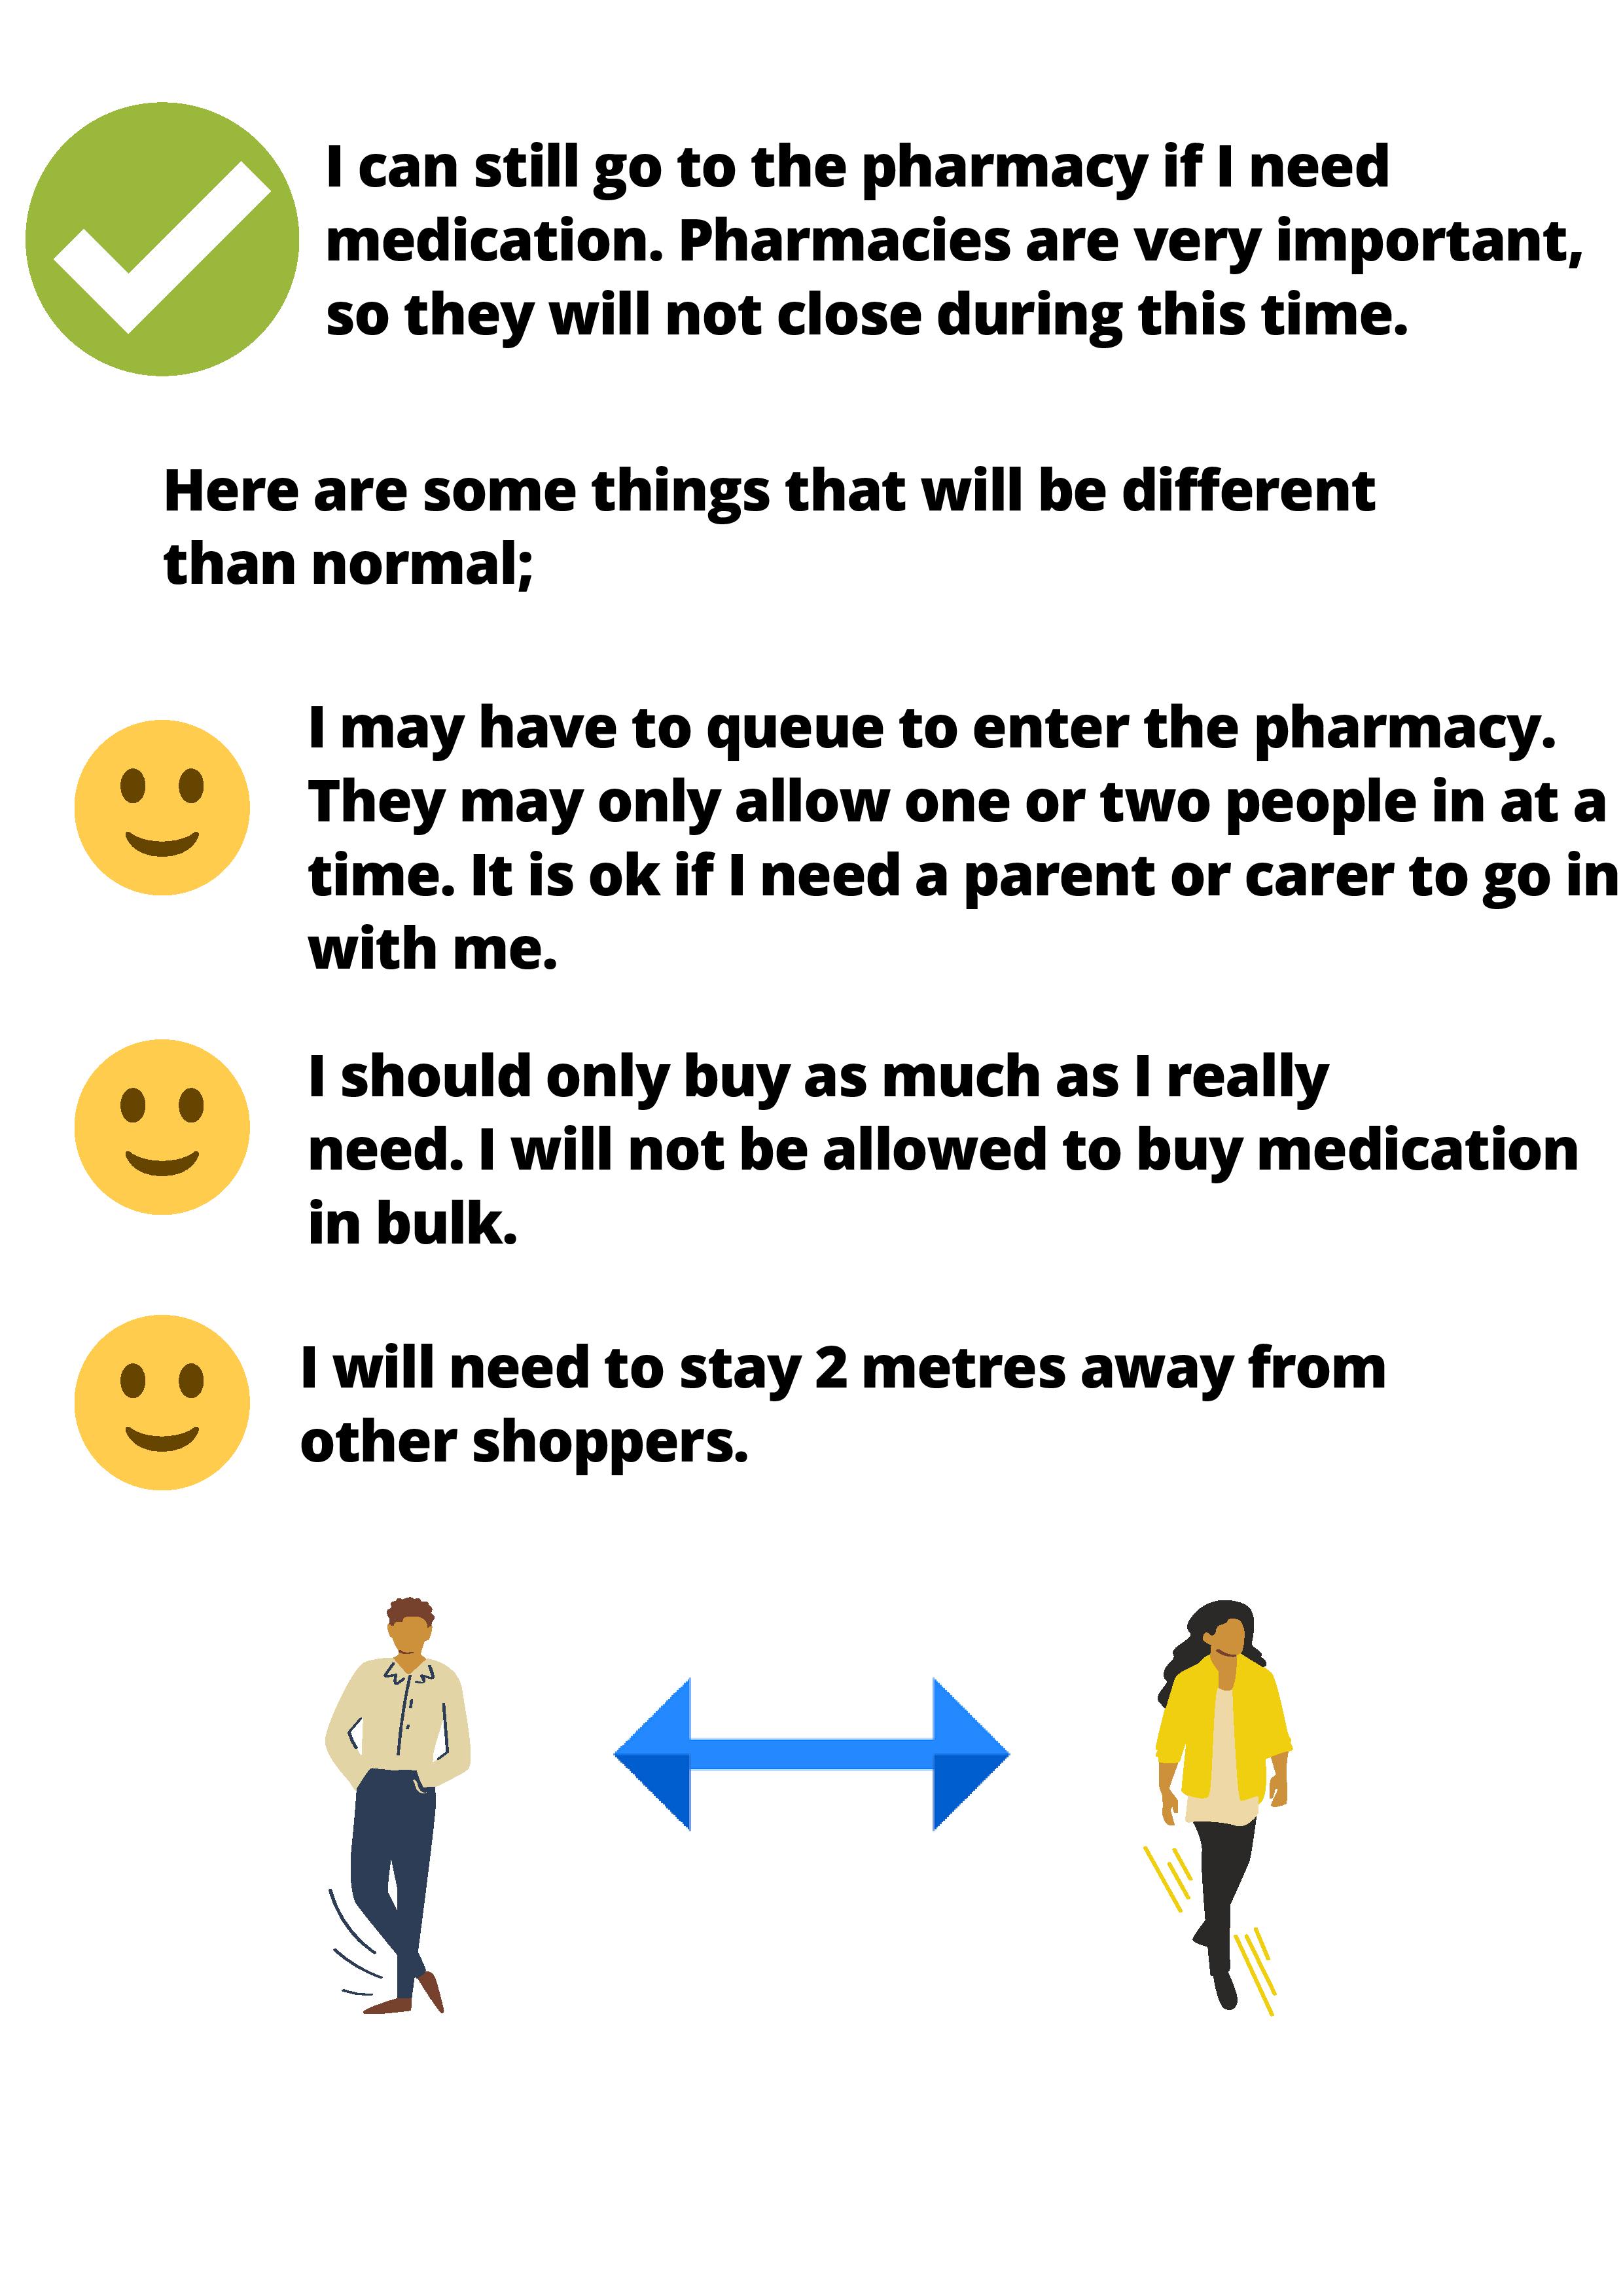 I can still go to the pharmacy if I need
medication. Pharmacies are very important,
so they will not close during this time.
Here are some things that will be different
than normal;
I may have to queue to enter the pharmacy.
They may only allow one or two people in at a
time. It is ok if I need a parent or carer to go in
with me.
I should only buy as much as I really
need. I will not be allowed to buy medication
in bulk.
I will need to stay 2 metres away from
other shoppers.